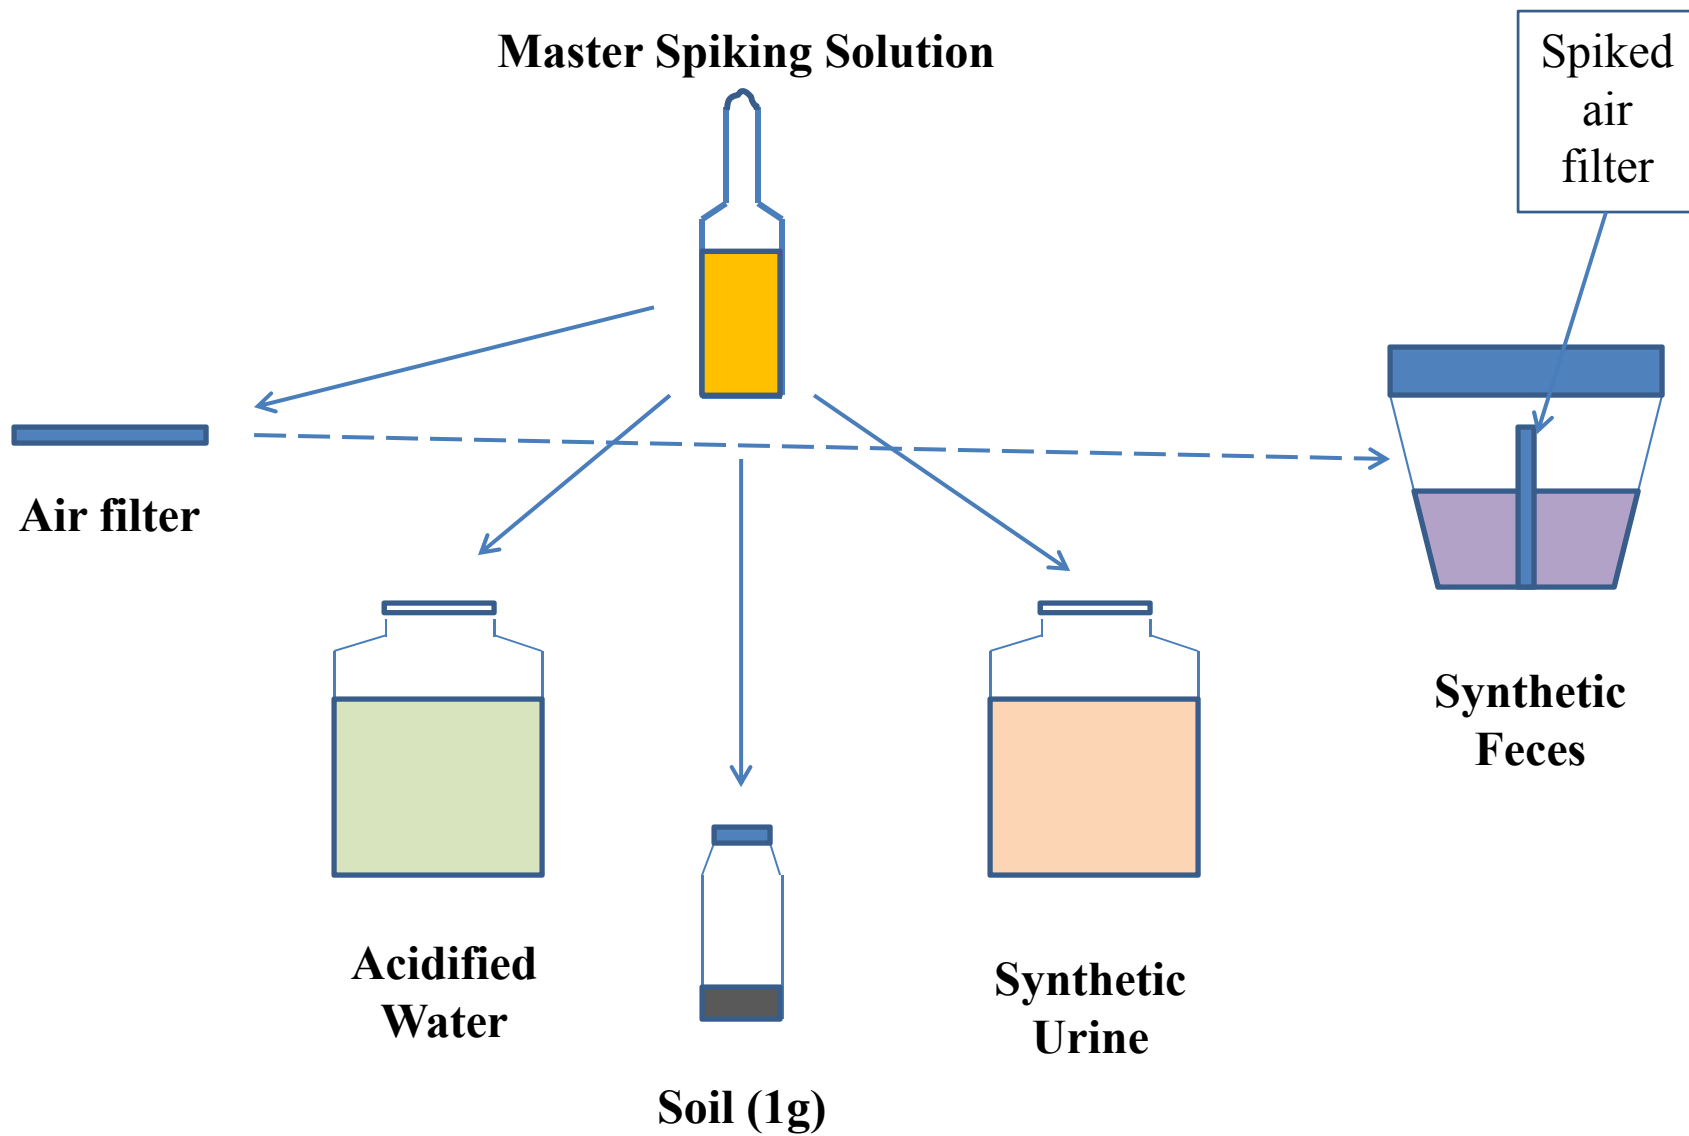 Master Spiking Solution
Spiked
air
filter
Air filter
Synthetic
Feces
Acidified
Water
Synthetic
Urine
Soil (1g)